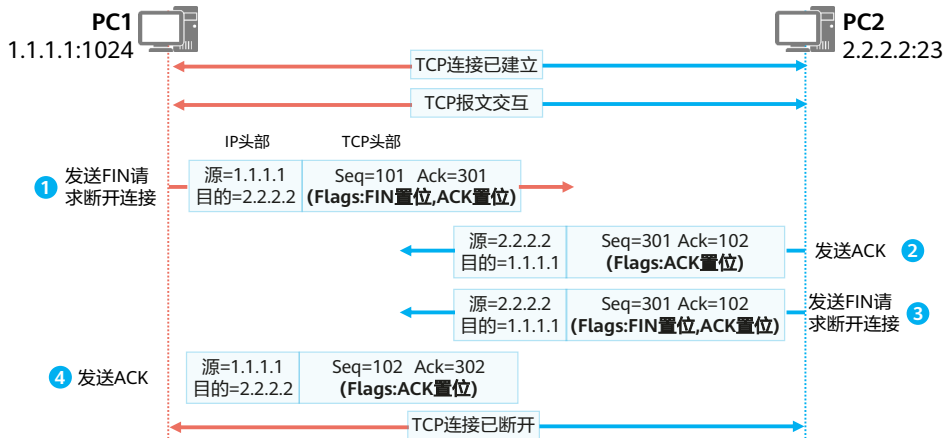 PC1
1.1.1.1:1024
PC2
2.2.2.2:23
TCP连接已建立
TCP报文交互
IP头部
TCP头部
1
发送FIN请
求断开连接
源=1.1.1.1
目的=2.2.2.2
Seq=101 Ack=301
(Flags:FIN置位,ACK置位)
源=2.2.2.2
目的=1.1.1.1
Seq=301 Ack=102
(Flags:ACK置位)
发送ACK
2
源=2.2.2.2
目的=1.1.1.1
Seq=301 Ack=102
(Flags:FIN置位,ACK置位)
发送FIN请
求断开连接
3
4
发送ACK
源=1.1.1.1
目的=2.2.2.2
Seq=102 Ack=302
(Flags:ACK置位)
TCP连接已断开